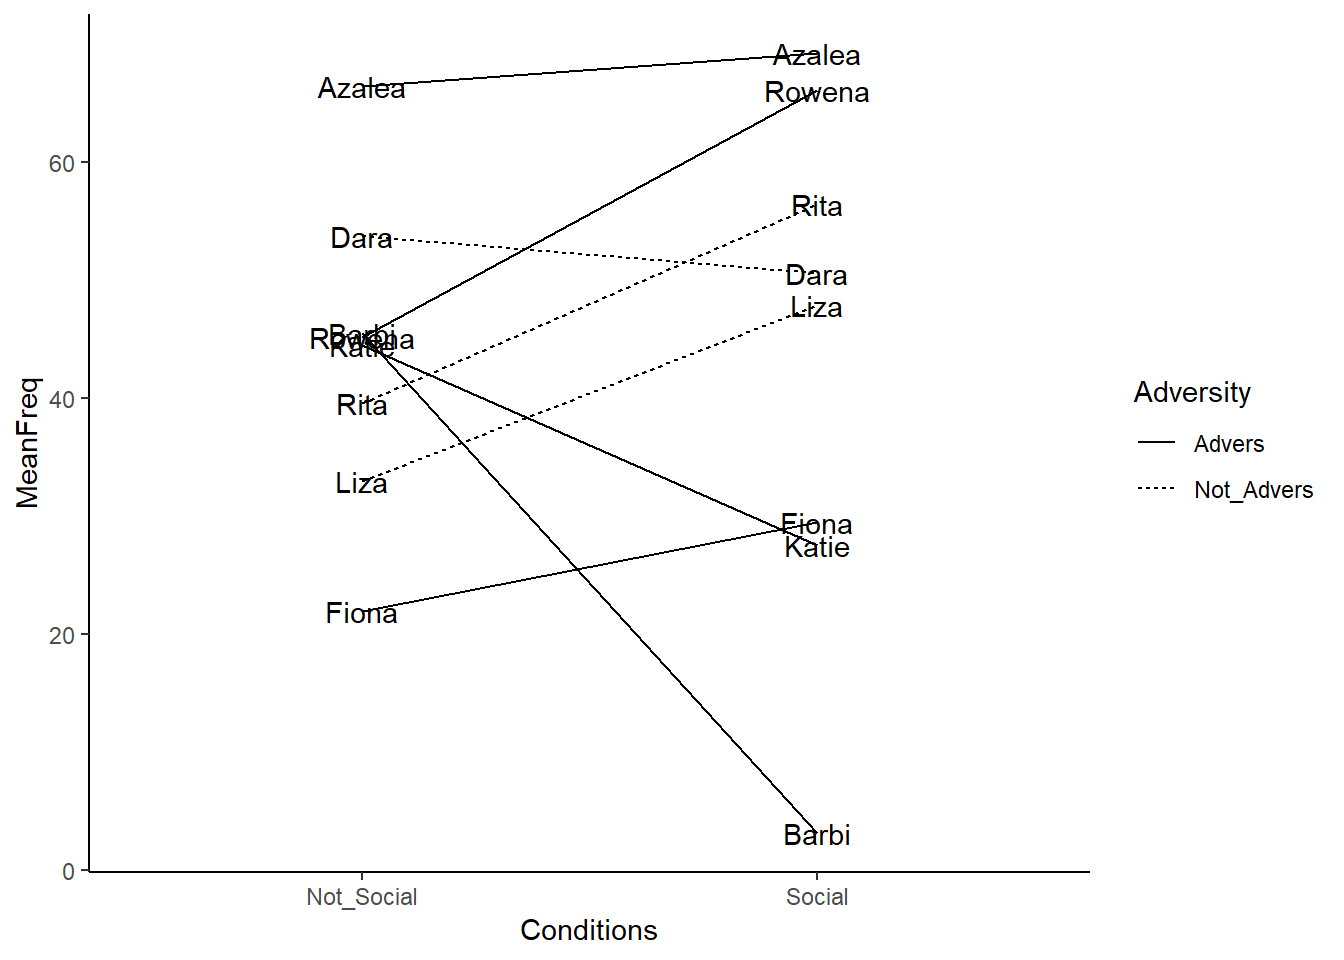 Azalea
Azalea
Rowena
60
Rita
Dara
Dara
Liza
Barbi
Rowena
Katie
40
Rita
Liza
MeanFreq
Adversity
Advers
Not_Advers
Fiona
Katie
Fiona
20
Barbi
0
Not_Social
Social
Conditions